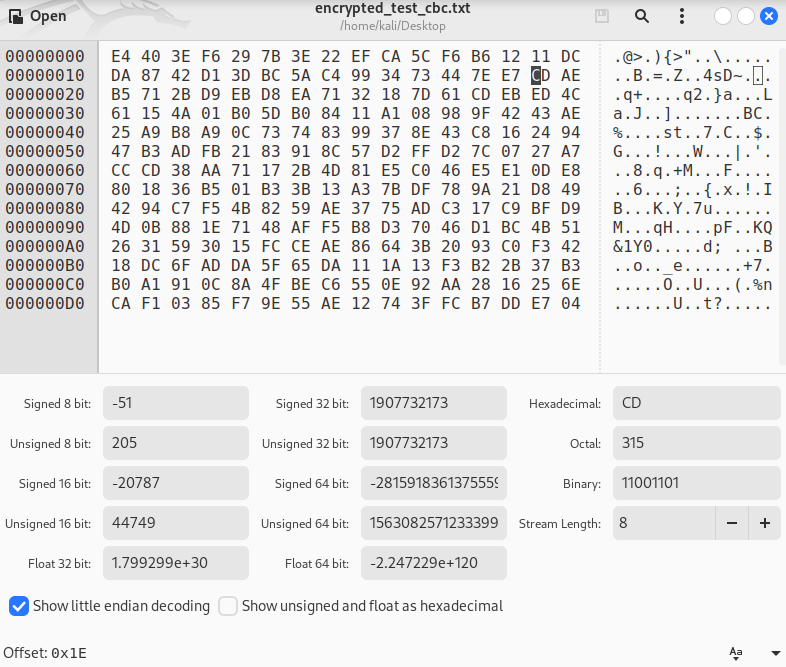 Open
encrypted_test_cbc.txt
/home/kali/Desktop
00000000 E4 40 3E F6 29 7B 3E 22 EF CA 5C F6 B6 12 11 DC .@>.){>"..\.....
00000010 DA 87 42 D1 3D BC 5A C4 99 34 73 44 7E E7 CD AE ..B.=.Z..4sD~...
00000020 B5 71 2B D9 EB D8 EA 71 32 18 7D 61 CD EB ED 4C .q+....q2.}a...L
00000030 61 15 4A 01 B0 5D B0 84 11 A1 08 98 9F 42 43 AE a.J..].......BC.
00000040 25 A9 B8 A9 0C 73 74 83 99 37 8E 43 C8 16 24 94 %....st..7.C..$.
00000050 47 B3 AD FB 21 83 91 8C 57 D2 FF D2 7C 07 27 A7 G...!...W...|.'.
00000060 CC CD 38 AA 71 17 2B 4D 81 E5 C0 46 E5 E1 0D E8 ..8.q.+M...F....
00000070 80 18 36 B5 01 B3 3B 13 A3 7B DF 78 9A 21 D8 49 ..6...;..{.x.!.I
00000080 42 94 C7 F5 4B 82 59 AE 37 75 AD C3 17 C9 BF D9 B...K.Y.7u......
00000090 4D 0B 88 1E 71 48 AF F5 B8 D3 70 46 D1 BC 4B 51 M...qH....pF..KQ
000000A0 26 31 59 30 15 FC CE AE 86 64 3B 20 93 C0 F3 42 &1Y0.....d; ...B
000000B0 18 DC 6F AD DA 5F 65 DA 11 1A 13 F3 B2 2B 37 B3 ..o.._e......+7.
000000C0 B0 A1 91 0C 8A 4F BE C6 55 0E 92 AA 28 16 25 6E .....O..U...(.%n
000000D0 CA F1 03 85 F7 9E 55 AE 12 74 3F FC B7 DD E7 04 ......U..t?.....
Signed 8 bit: -51 Signed 32 bit: 1907732173 Hexadecimal: CD
Unsigned 8 bit: 205 Unsigned 32 bit: 1907732173 Octal: 315
Signed 16 bit: -20787 Signed 64 bit: -2815918361375559 Binary: 11001101
Unsigned 16 bit: 44749 Unsigned 64 bit: 1563082571233399 Stream Length: 8 − +
Float 32 bit: 1.799299e+30 Float 64 bit: -2.247229e+120
Show little endian decoding Show unsigned and float as hexadecimal
Offset: 0x1E Aa